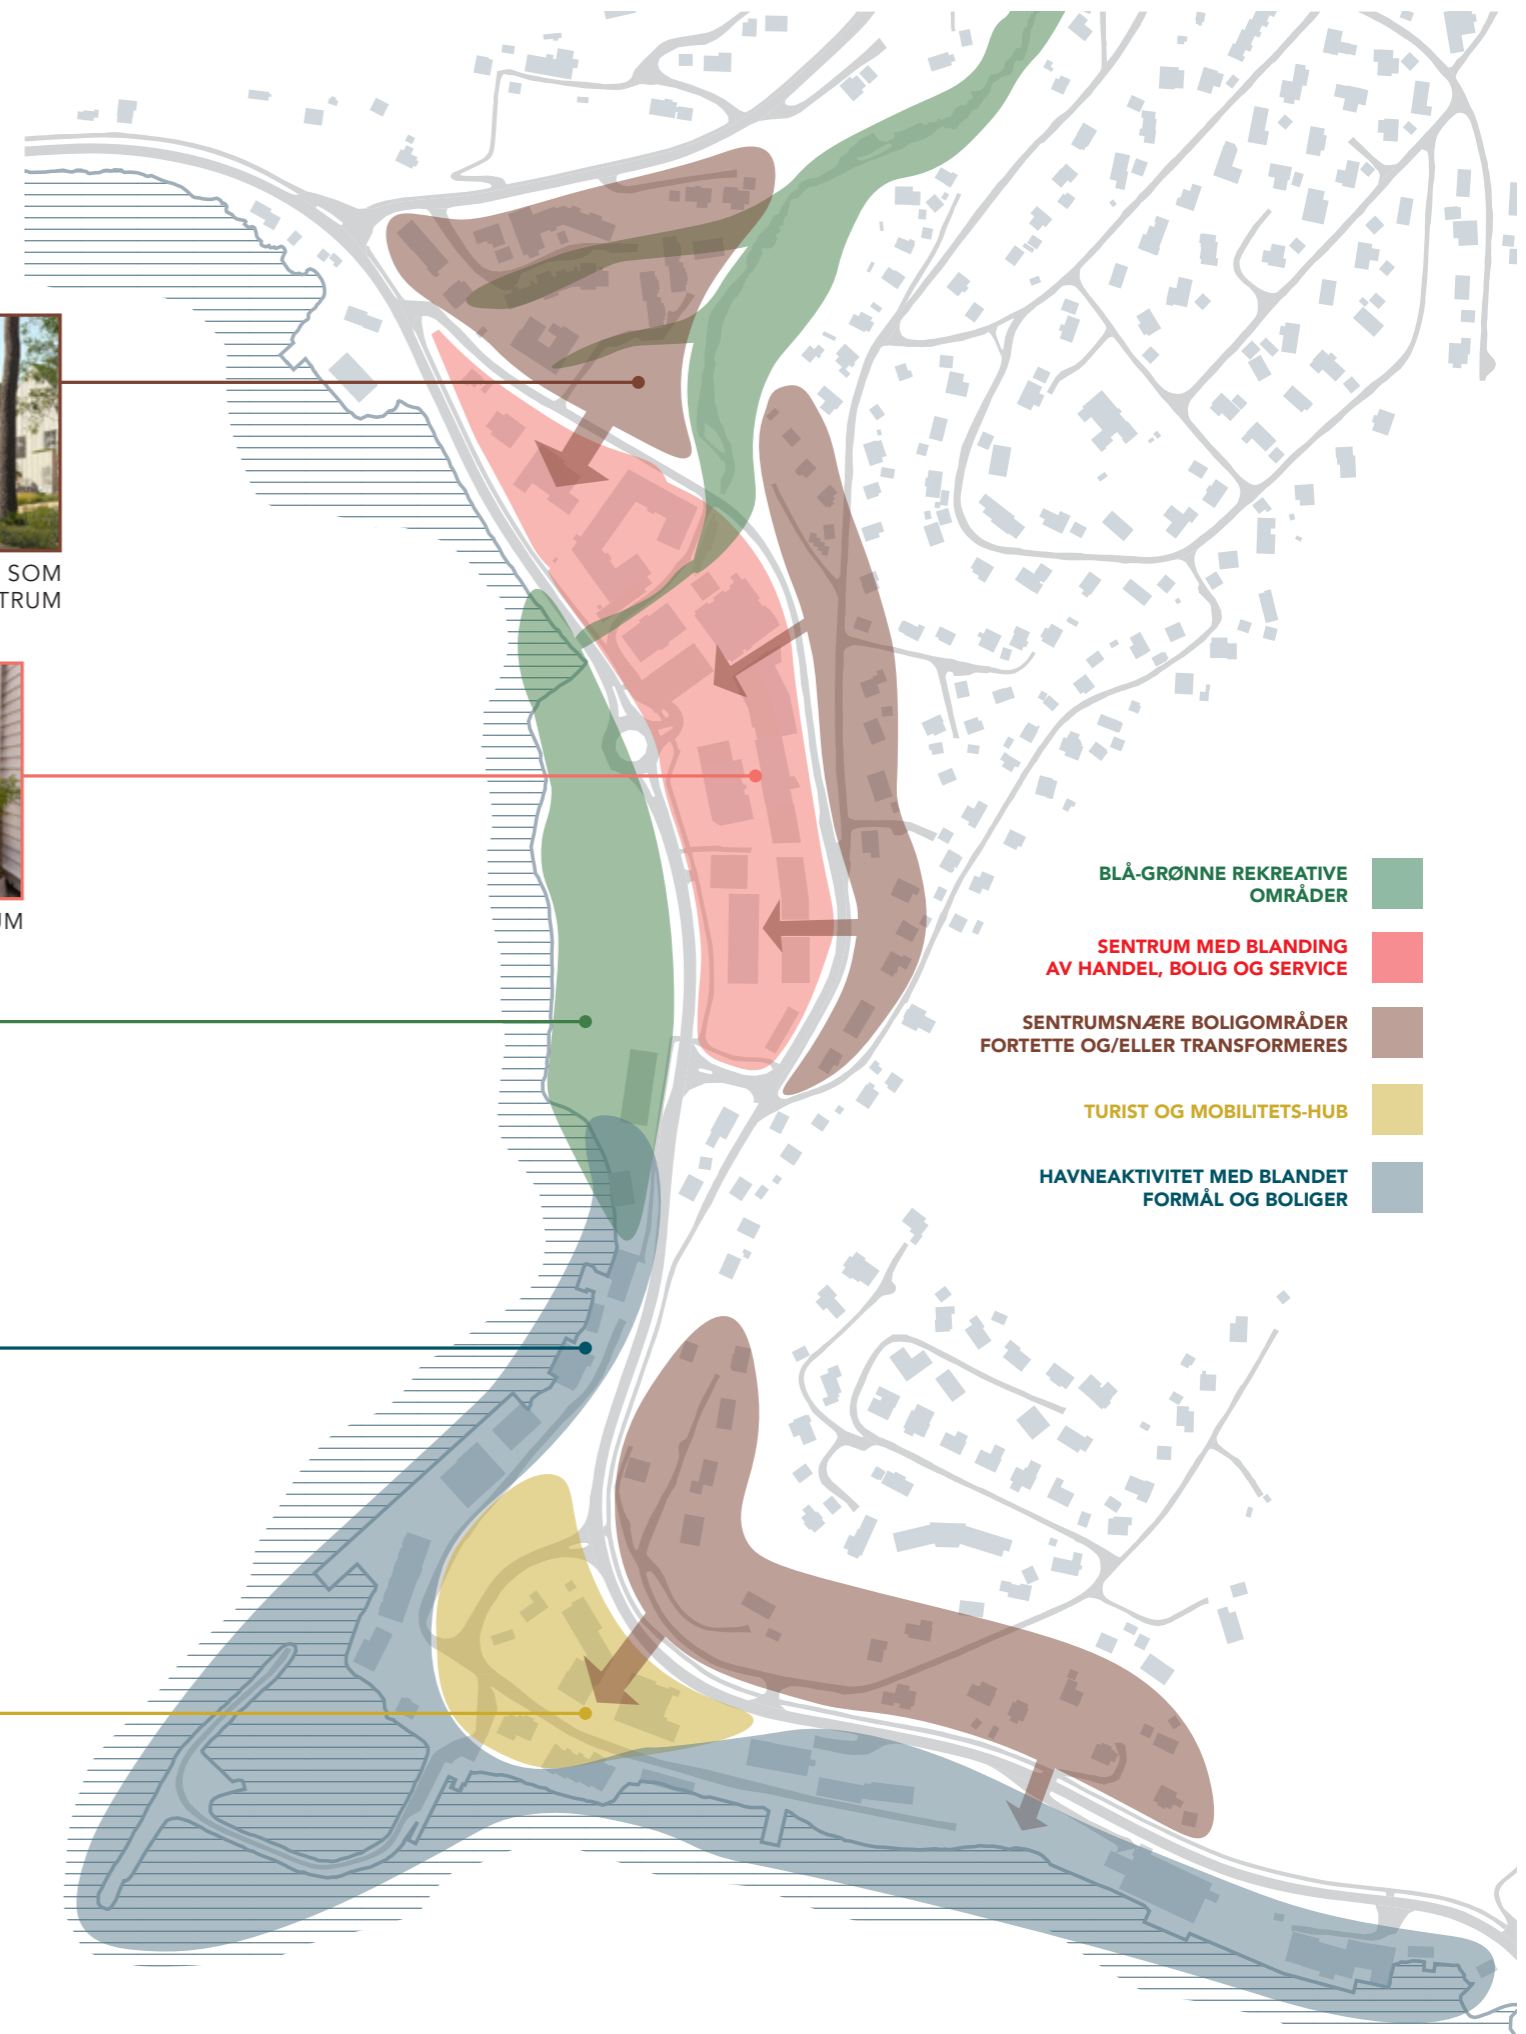 SOM
TRUM
UM
BLÅ-GRØNNE REKREATIVE
OMRÅDER
SENTRUM MED BLANDING
AV HANDEL, BOLIG OG SERVICE
SENTRUMSNÆRE BOLIGOMRÅDER
FORTETTE OG/ELLER TRANSFORMERES
TURIST OG MOBILITETS-HUB
HAVNEAKTIVITET MED BLANDET
FORMÅL OG BOLIGER